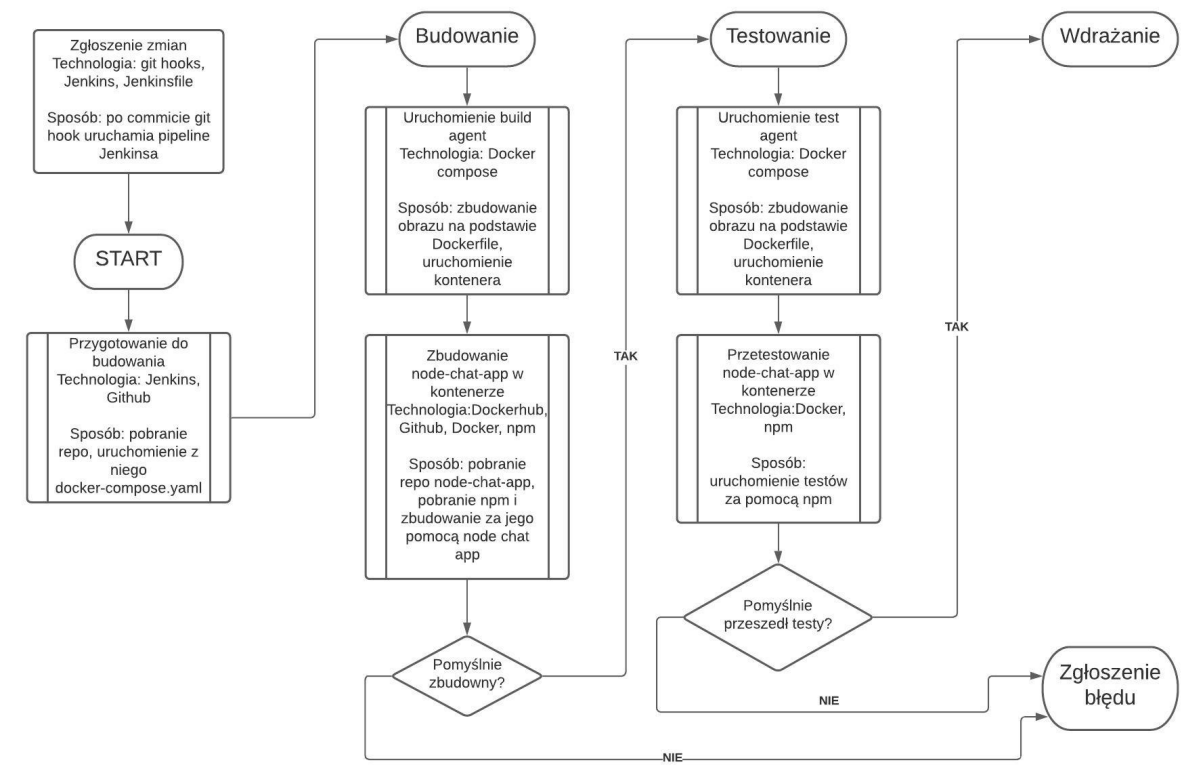 Zgłoszenie zmian
Technologia: git hooks,
Jenkins, Jenkinsfile
Sposób: po commicie git
hook uruchamia pipeline
Jenkinsa
START
Przygotowanie do
budowania
Technologia: Jenkins,
Github
Sposób: pobranie
repo, uruchomienie z
niego
docker-compose.yaml
Budowanie
Uruchomienie build
agent
Technologia: Docker
compose
Sposób: zbudowanie
obrazu na podstawie
Dockerfile,
uruchomienie
kontenera
Zbudowanie
node-chat-app w
kontenerze
Technologia:Dockerhub,
Github, Docker, npm
Sposób: pobranie
repo node-chat-app,
pobranie npm i
zbudowanie za jego
pomocą node chat
app
Pomyślnie
zbudowny?
TAK
NIE
Testowanie
Uruchomienie test
agent
Technologia: Docker
compose
Sposób: zbudowanie
obrazu na podstawie
Dockerfile,
uruchomienie
kontenera
Przetestowanie
node-chat-app w
kontenerze
Technologia:Docker,
npm
Sposób:
uruchomienie testów
za pomocą npm
Pomyślnie
przeszedł testy?
TAK
NIE
Wdrażanie
Zgłoszenie
błędu